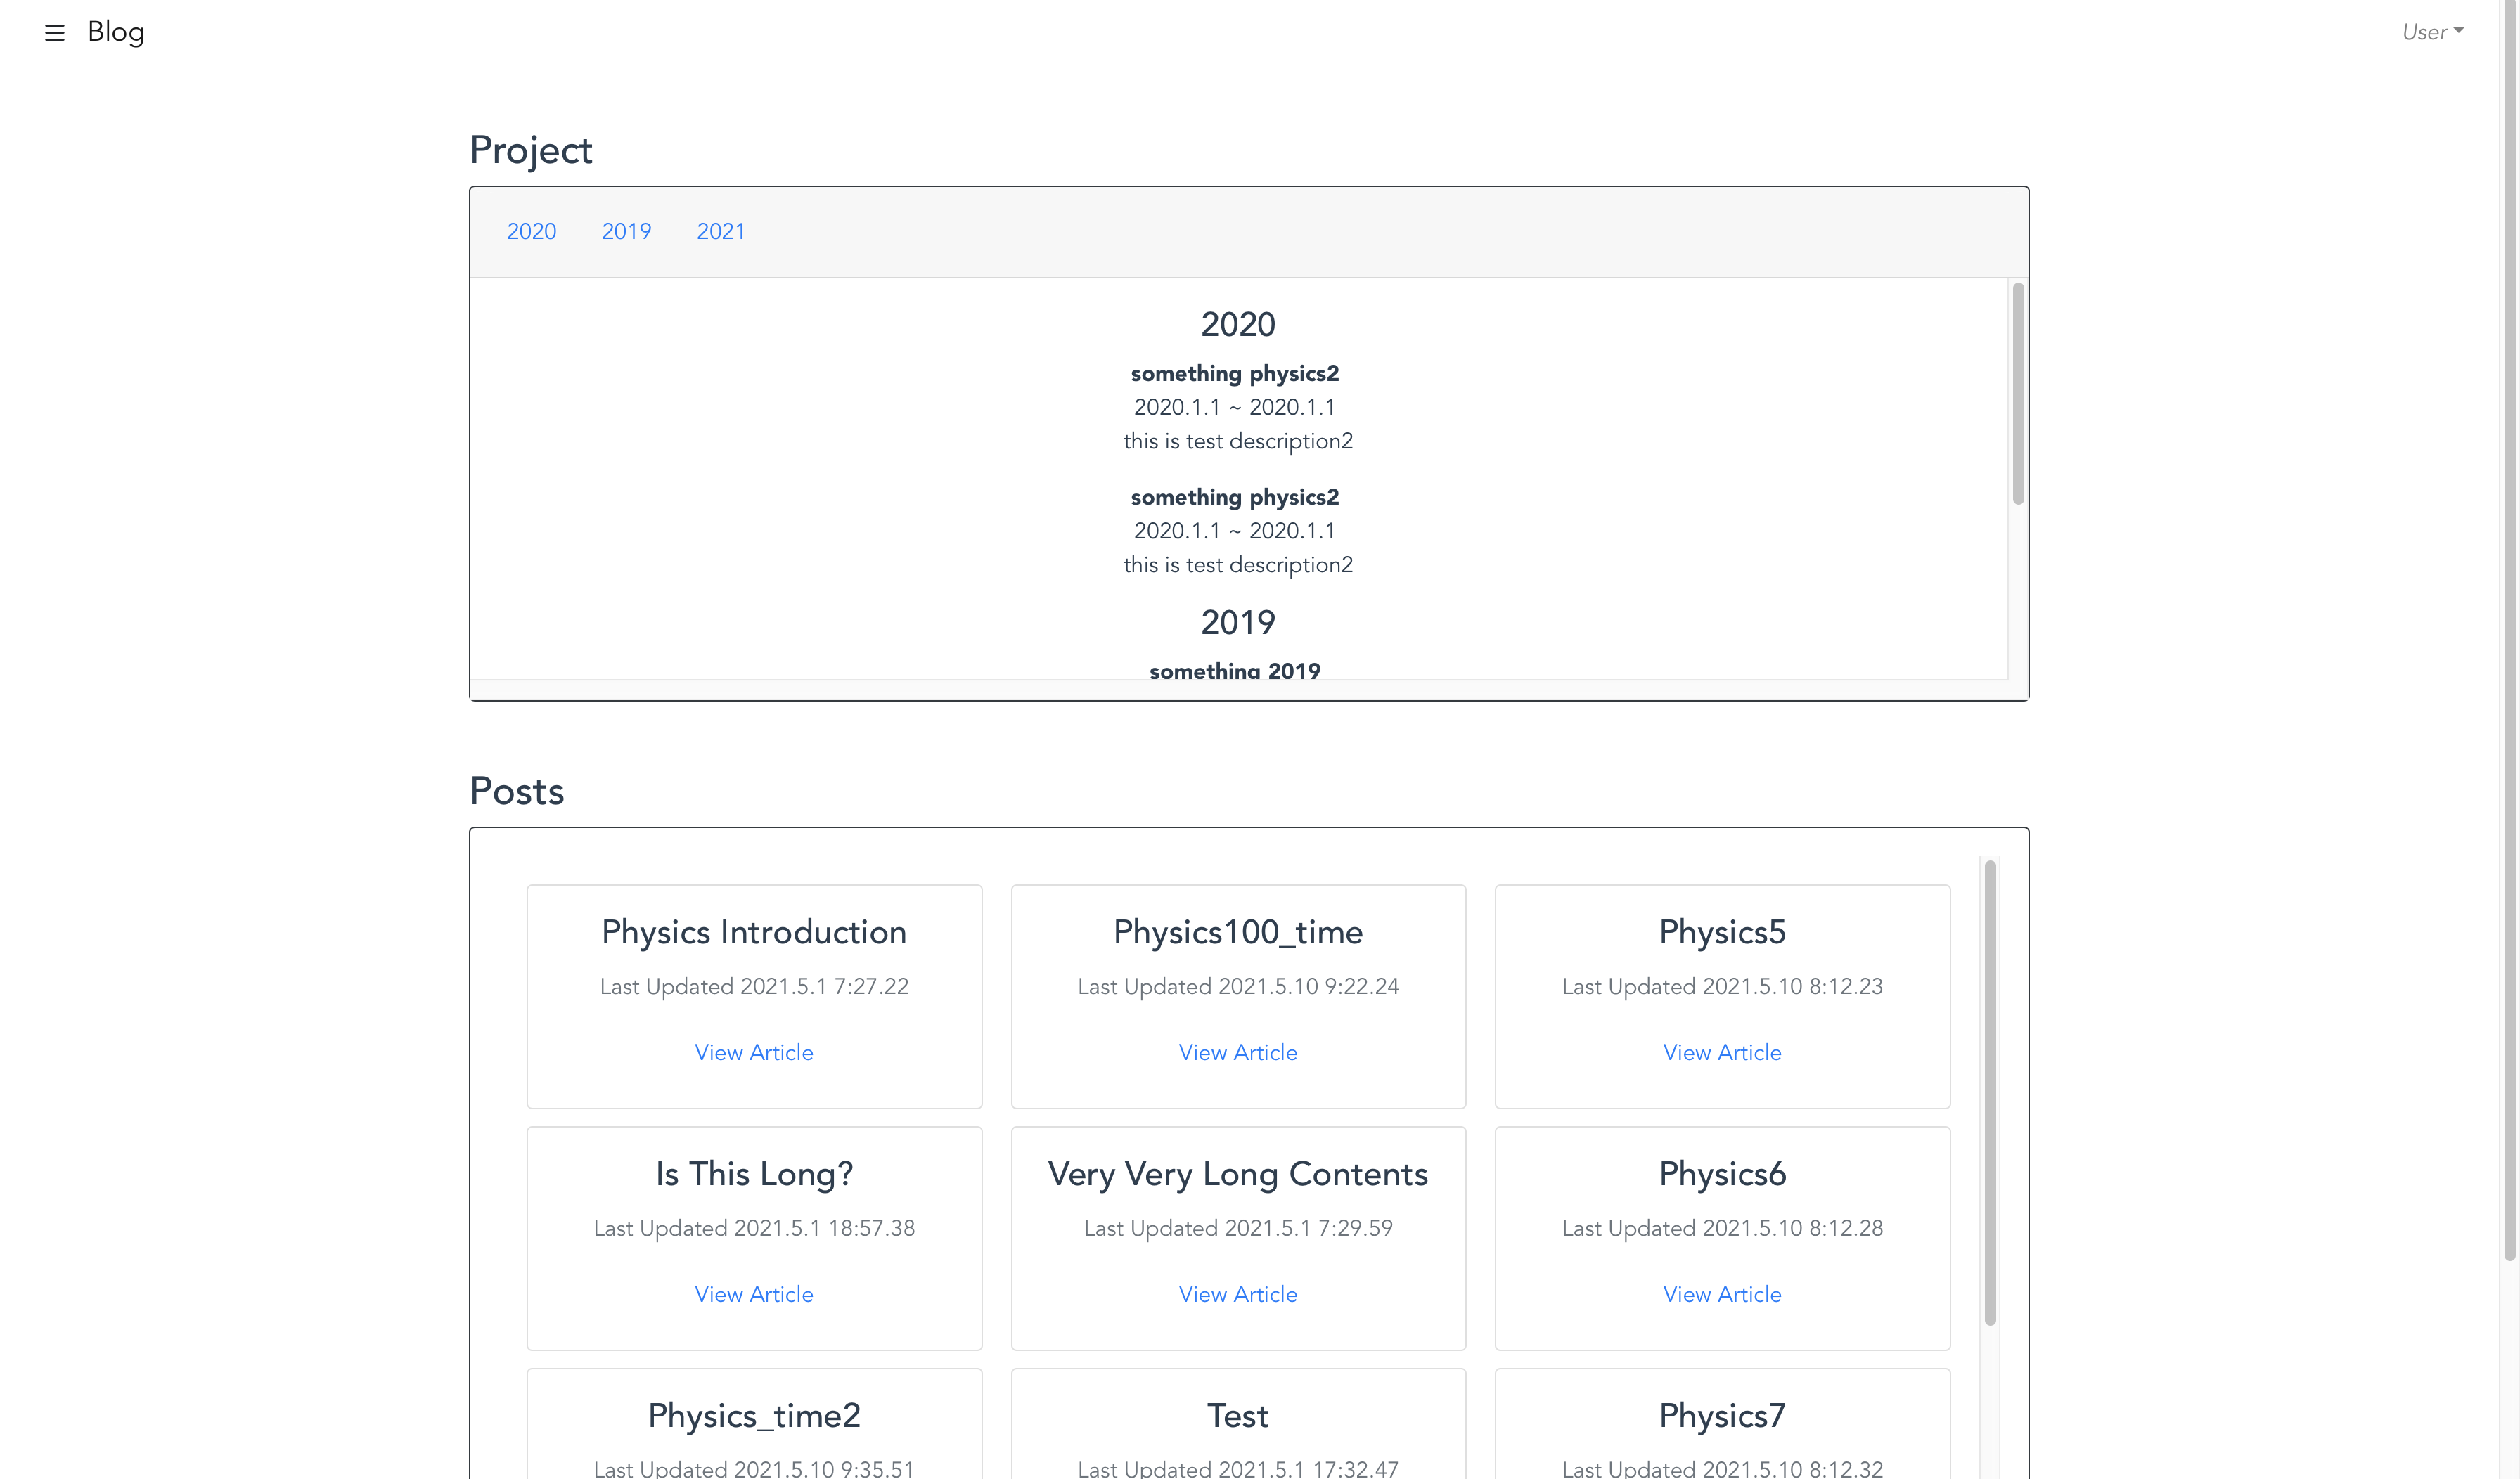 Blog
User
Project
2020 2019 2021
2020
something physics2
2020.1.1 ~ 2020.1.1
this is test description2
something physics2
2020.1.1 ~ 2020.1.1
this is test description2
2019
something 2019
Posts
Physics Introduction
Last Updated 2021.5.1 7:27.22
View Article
Physics100_time
Last Updated 2021.5.10 9:22.24
View Article
Physics5
Last Updated 2021.5.10 8:12.23
View Article
Is This Long?
Last Updated 2021.5.1 18:57.38
View Article
Very Very Long Contents
Last Updated 2021.5.1 7:29.59
View Article
Physics6
Last Updated 2021.5.10 8:12.28
View Article
Physics_time2
Last Updated 2021.5.10 9:35.51
Test
Last Updated 2021.5.1 17:32.47
Physics7
Last Updated 2021.5.10 8:12.32